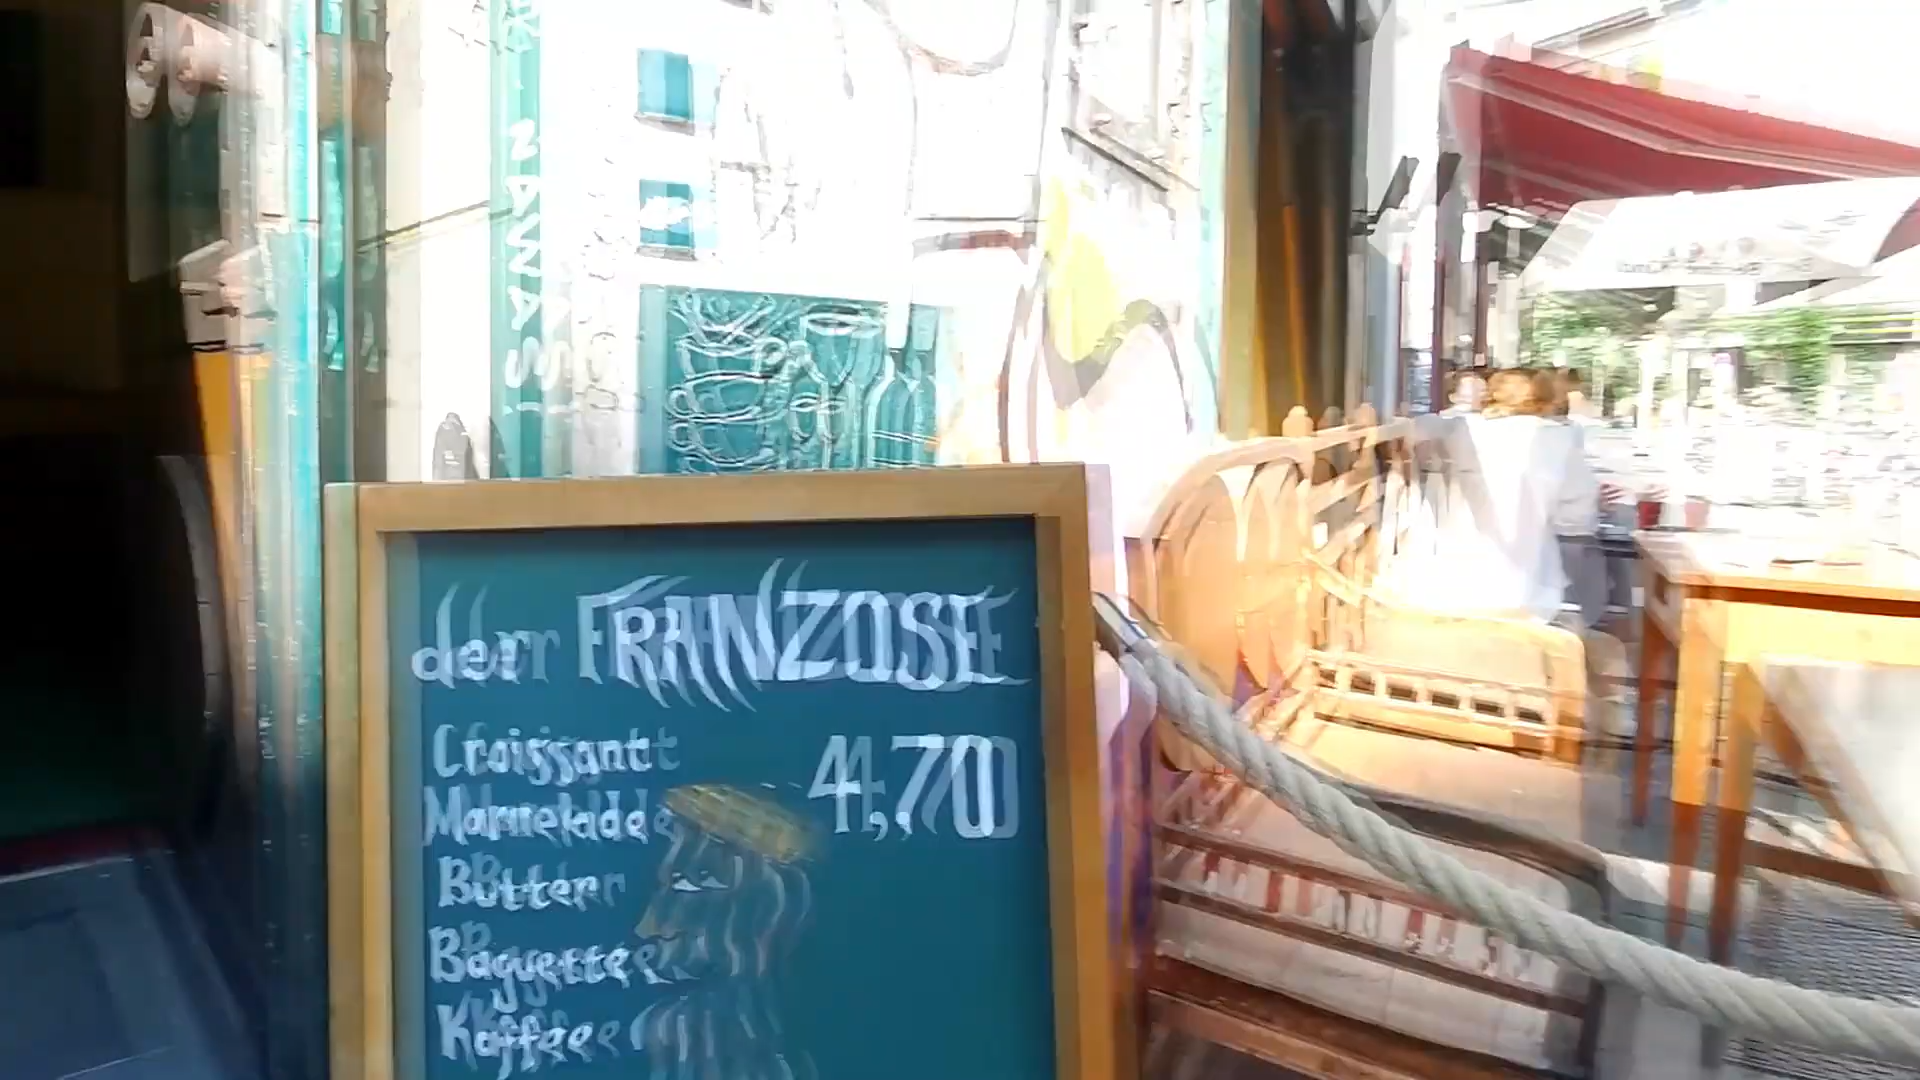 der FRANZOSE
Croissant 4,70
Marmelade
Butter
Baguette
Kaffee